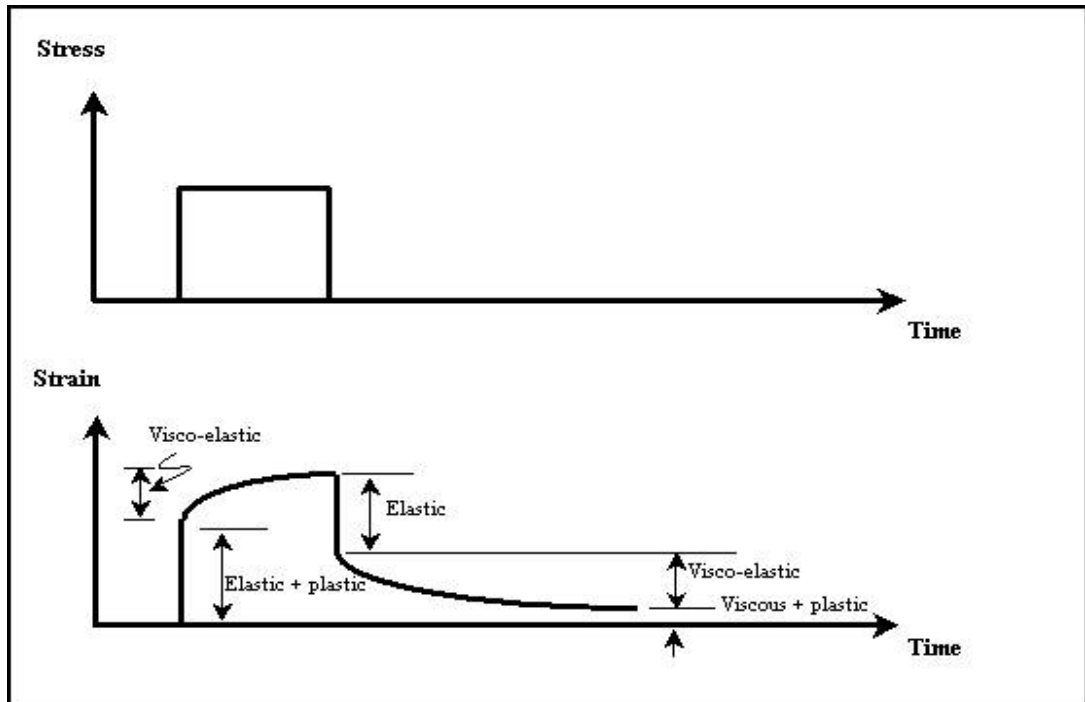 Stress
Time
Strain
Visco-elastic
Elastic
Elastic + plastic
Visco-elastic
Viscous + plastic
Time